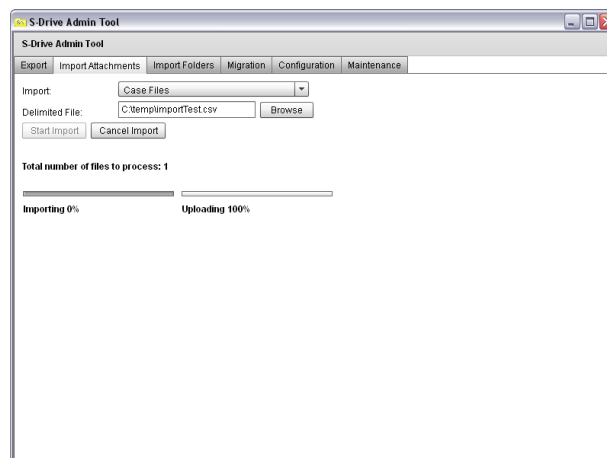 S-Drive Admin Tool
S-Drive Admin Tool
Export Import Attachments Import Folders Migration Configuration Maintenance
Import: Case Files
Delimited File: C:\temp\importTest.csv Browse
Start Import Cancel Import
Total number of files to process: 1
Importing 0% Uploading 100%